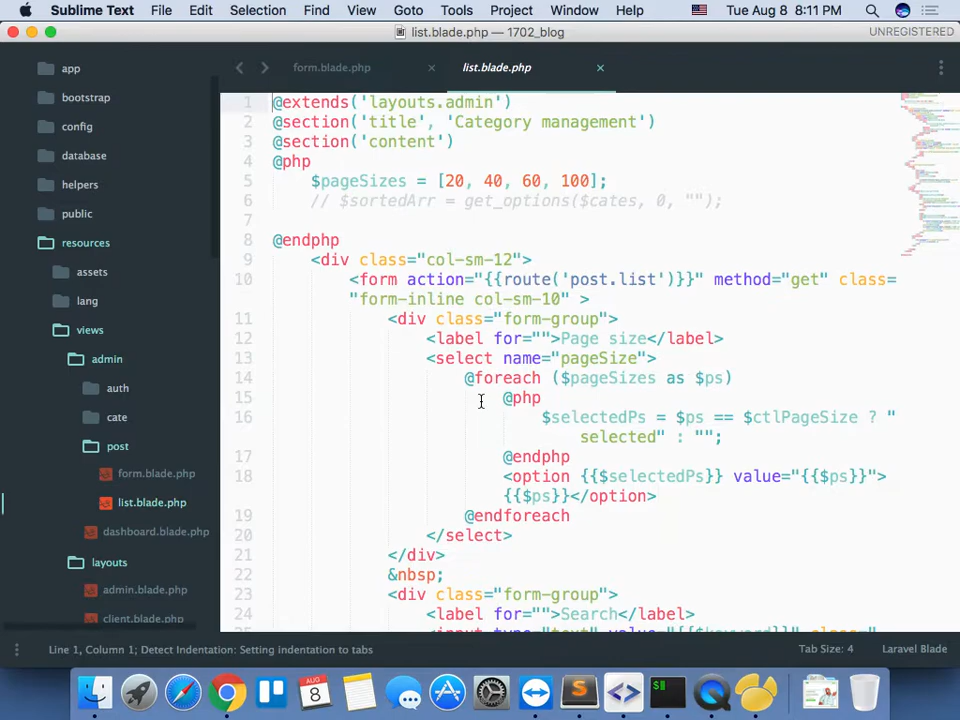 Sublime Text File Edit Selection Find View Goto Tools Project Window Help Tue Aug 8 8:11 PM
list.blade.php — 1702_blog UNREGISTERED
form.blade.php list.blade.php
app
bootstrap
config
database
helpers
public
resources
assets
lang
views
admin
auth
cate
post
form.blade.php
list.blade.php
dashboard.blade.php
layouts
admin.blade.php
client.blade.php
1 @extends('layouts.admin')
2 @section('title', 'Category management')
3 @section('content')
4 @php
5 $pageSizes = [20, 40, 60, 100];
6 // $sortedArr = get_options($cates, 0, "");
7
8 @endphp
9 <div class="col-sm-12">
10 <form action="{{route('post.list')}}" method="get" class=
"form-inline col-sm-10" >
11 <div class="form-group">
12 <label for="">Page size</label>
13 <select name="pageSize">
14 @foreach ($pageSizes as $ps)
15 @php
16 $selectedPs = $ps == $ctlPageSize ? "
selected" : "";
17 @endphp
18 <option {{$selectedPs}} value="{{$ps}}">
{{$ps}}</option>
19 @endforeach
20 </select>
21 </div>
22 &nbsp;
23 <div class="form-group">
24 <label for="">Search</label>
Line 1, Column 1; Detect Indentation: Setting indentation to tabs Tab Size: 4 Laravel Blade
AUG
8